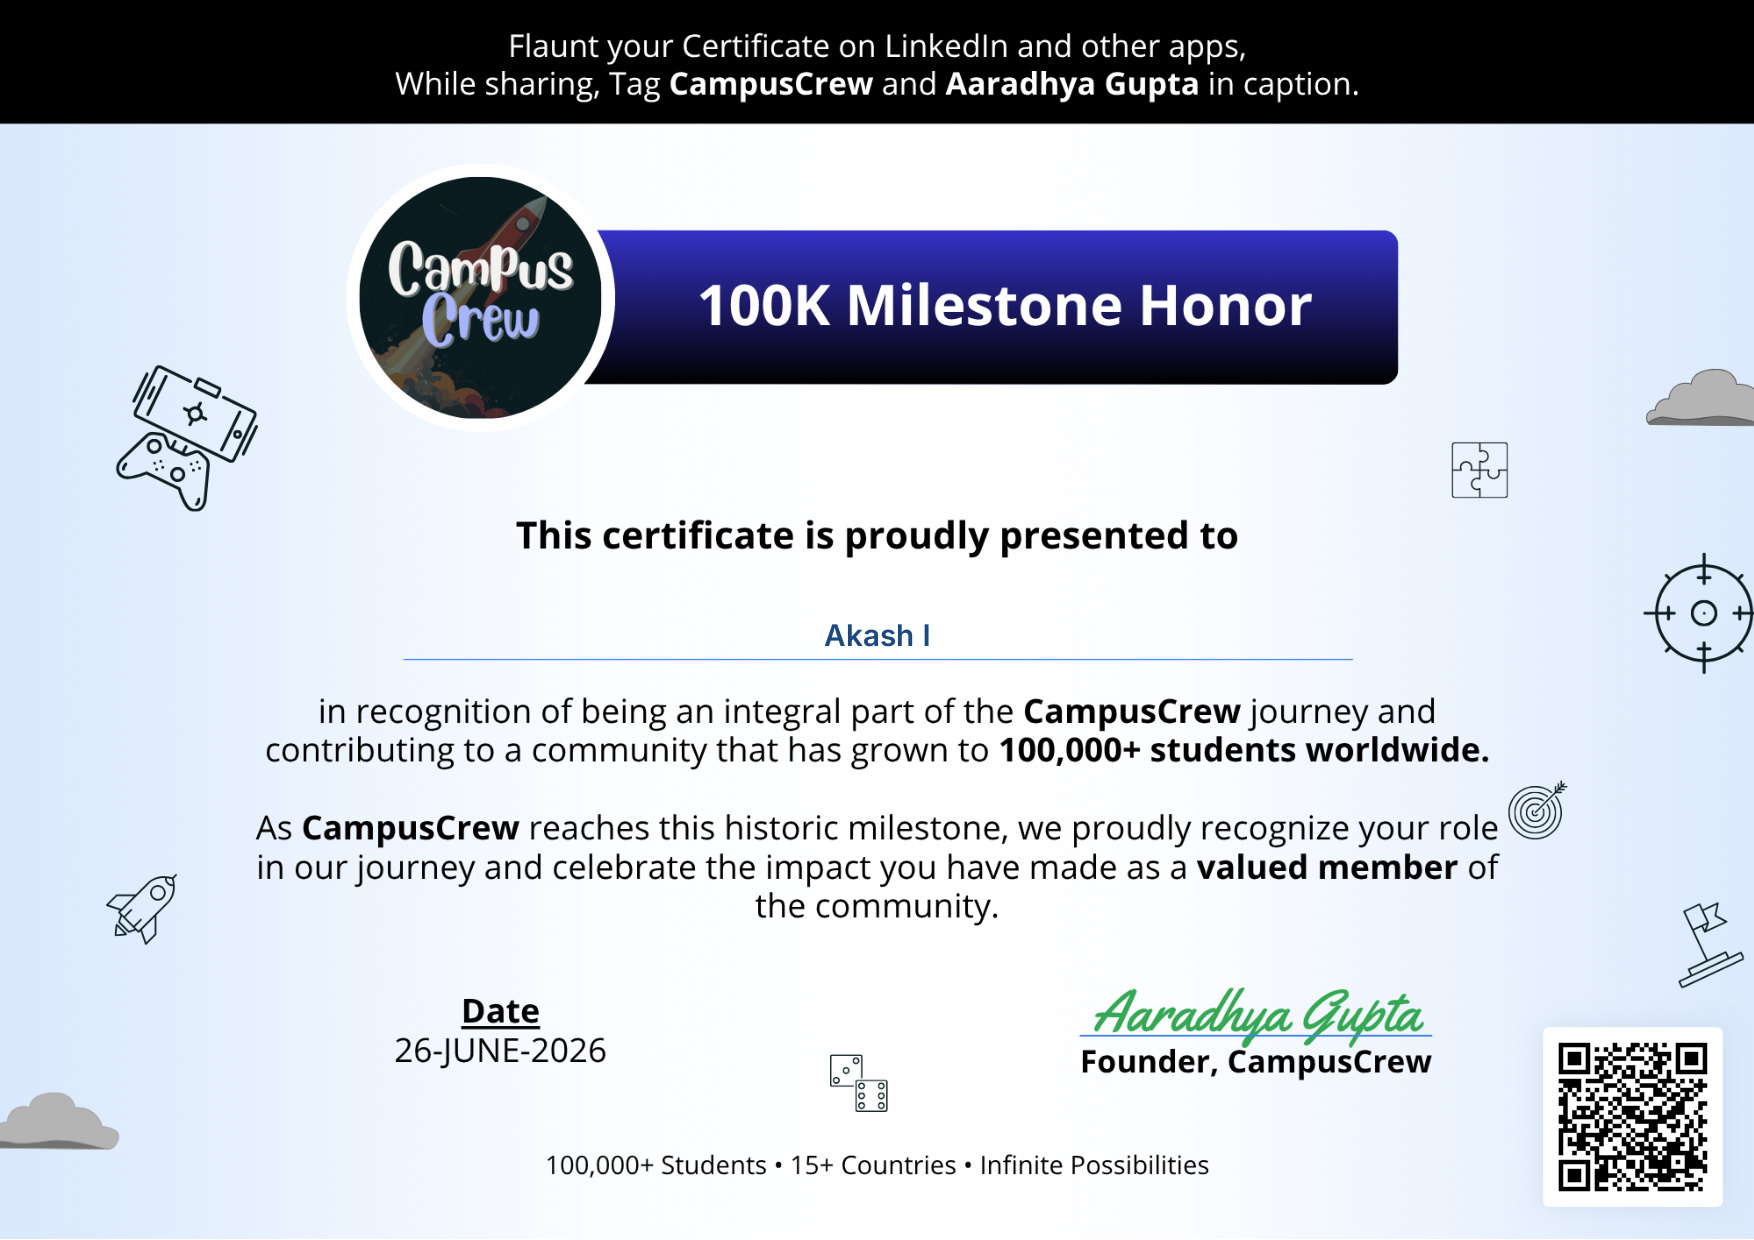 Flaunt your Certificate on LinkedIn and other apps,
While sharing, Tag CampusCrew and Aaradhya Gupta in caption.
Campus
Crew
100K Milestone Honor
This certificate is proudly presented to
Akash I
in recognition of being an integral part of the CampusCrew journey and
contributing to a community that has grown to 100,000+ students worldwide.
As CampusCrew reaches this historic milestone, we proudly recognize your role
in our journey and celebrate the impact you have made as a valued member of
the community.
Date
26-JUNE-2026
Aaradhya Gupta
Founder, CampusCrew
100,000+ Students • 15+ Countries • Infinite Possibilities